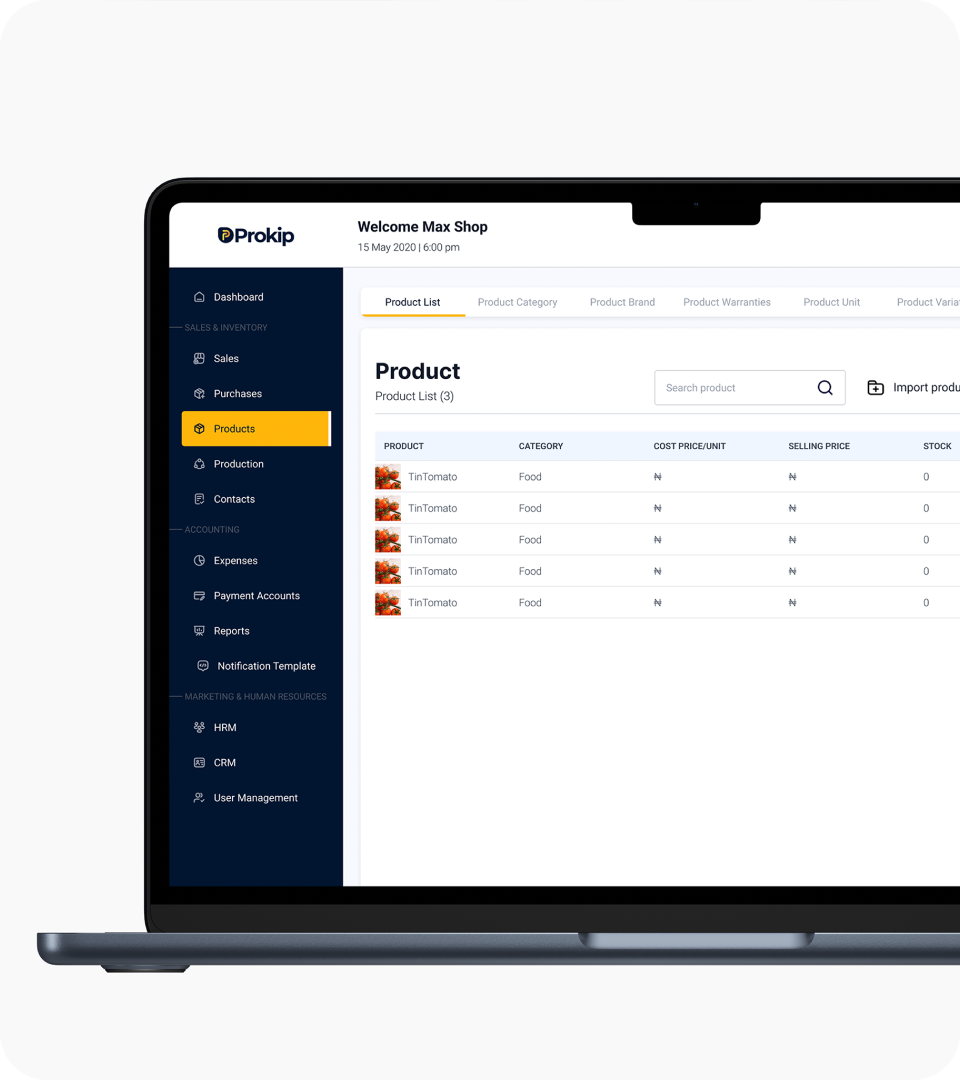 Prokip
Welcome Max Shop
15 May 2020 | 6:00 pm
Dashboard
SALES & INVENTORY
Sales
Purchases
Products
Production
Contacts
ACCOUNTING
Expenses
Payment Accounts
Reports
Notification Template
MARKETING & HUMAN RESOURCES
HRM
CRM
User Management
Product List Product Category Product Brand Product Warranties Product Unit Product Variat
Product
Product List (3)
Search product
Import produ
PRODUCT CATEGORY COST PRICE/UNIT SELLING PRICE STOCK
TinTomato Food ₦ ₦ 0
TinTomato Food ₦ ₦ 0
TinTomato Food ₦ ₦ 0
TinTomato Food ₦ ₦ 0
TinTomato Food ₦ ₦ 0